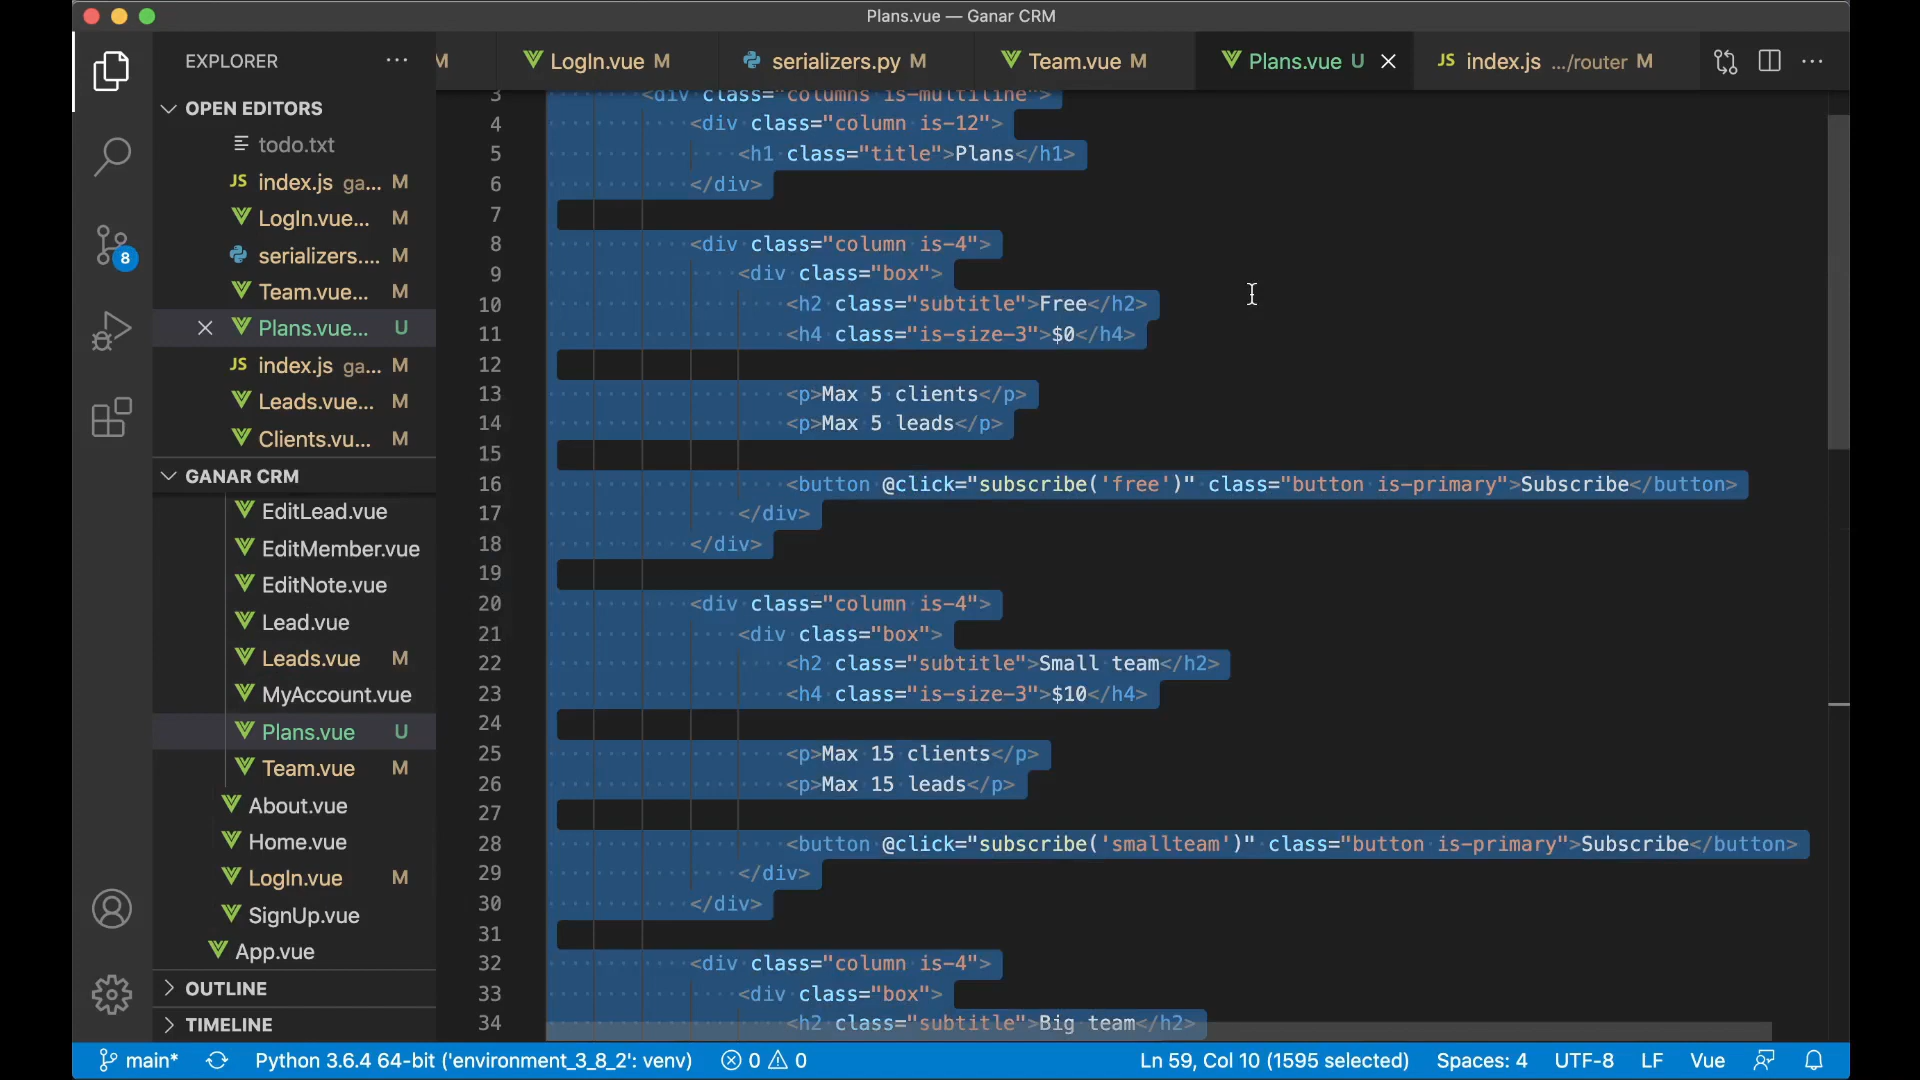 Plans.vue — Ganar CRM
EXPLORER
M
LogIn.vue M
serializers.py M
Team.vue M
Plans.vue U
JS index.js .../router M
OPEN EDITORS
todo.txt
JS index.js ga... M
LogIn.vue... M
serializers.... M
Team.vue... M
Plans.vue... U
JS index.js ga... M
Leads.vue... M
Clients.vu... M
GANAR CRM
EditLead.vue
EditMember.vue
EditNote.vue
Lead.vue
Leads.vue M
MyAccount.vue
Plans.vue U
Team.vue M
About.vue
Home.vue
LogIn.vue M
SignUp.vue
App.vue
OUTLINE
TIMELINE
8
3 <div class="columns is-multiline">
4 <div class="column is-12">
5 <h1 class="title">Plans</h1>
6 </div>
7
8 <div class="column is-4">
9 <div class="box">
10 <h2 class="subtitle">Free</h2>
11 <h4 class="is-size-3">$0</h4>
12
13 <p>Max 5 clients</p>
14 <p>Max 5 leads</p>
15
16 <button @click="subscribe('free')" class="button is-primary">Subscribe</button>
17 </div>
18 </div>
19
20 <div class="column is-4">
21 <div class="box">
22 <h2 class="subtitle">Small team</h2>
23 <h4 class="is-size-3">$10</h4>
24
25 <p>Max 15 clients</p>
26 <p>Max 15 leads</p>
27
28 <button @click="subscribe('smallteam')" class="button is-primary">Subscribe</button>
29 </div>
30 </div>
31
32 <div class="column is-4">
33 <div class="box">
34 <h2 class="subtitle">Big team</h2>
main* Python 3.6.4 64-bit ('environment_3_8_2': venv) 0 0 Ln 59, Col 10 (1595 selected) Spaces: 4 UTF-8 LF Vue